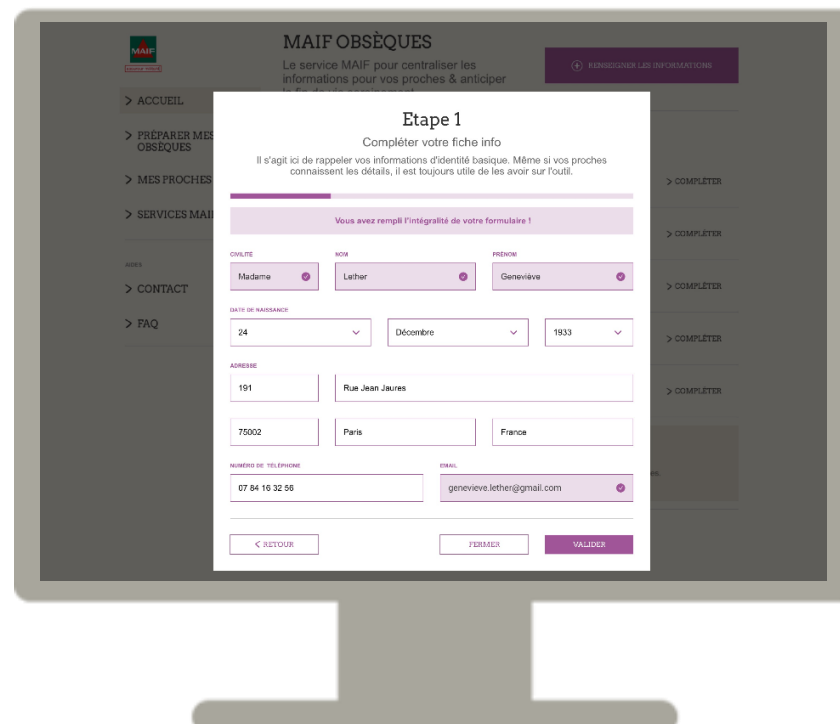 MAIF
MAIF OBSÈQUES
Le service MAIF pour centraliser les
informations pour vos proches & anticiper
RENSEIGNER LES INFORMATIONS
> ACCUEIL
> PRÉPARER MES
OBSÈQUES
> MES PROCHES
> SERVICES MAIF
AIDES
> CONTACT
> FAQ
> COMPLÉTER
> COMPLÉTER
> COMPLÉTER
> COMPLÉTER
> COMPLÉTER
Etape 1
Compléter votre fiche info
Il s'agit ici de rappeler vos informations d'identité basique. Même si vos proches
connaissent les détails, il est toujours utile de les avoir sur l'outil.
Vous avez rempli l'intégralité de votre formulaire !
CIVILITÉ NOM PRÉNOM
Madame Lether Geneviève
DATE DE NAISSANCE
24 Décembre 1933
ADRESSE
191 Rue Jean Jaures
75002 Paris France
NUMÉRO DE TÉLÉPHONE EMAIL
07 84 16 32 56 genevieve.lether@gmail.com
< RETOUR FERMER VALIDER